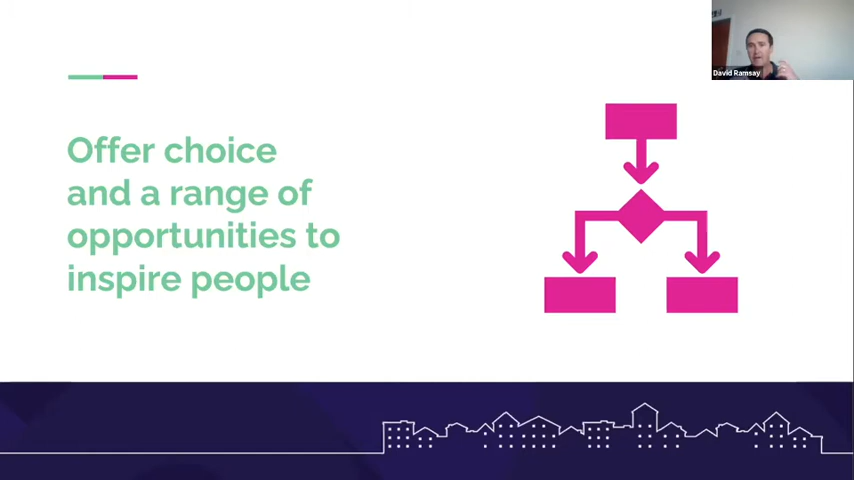 David Ramsay
Offer choice
and a range of
opportunities to
inspire people